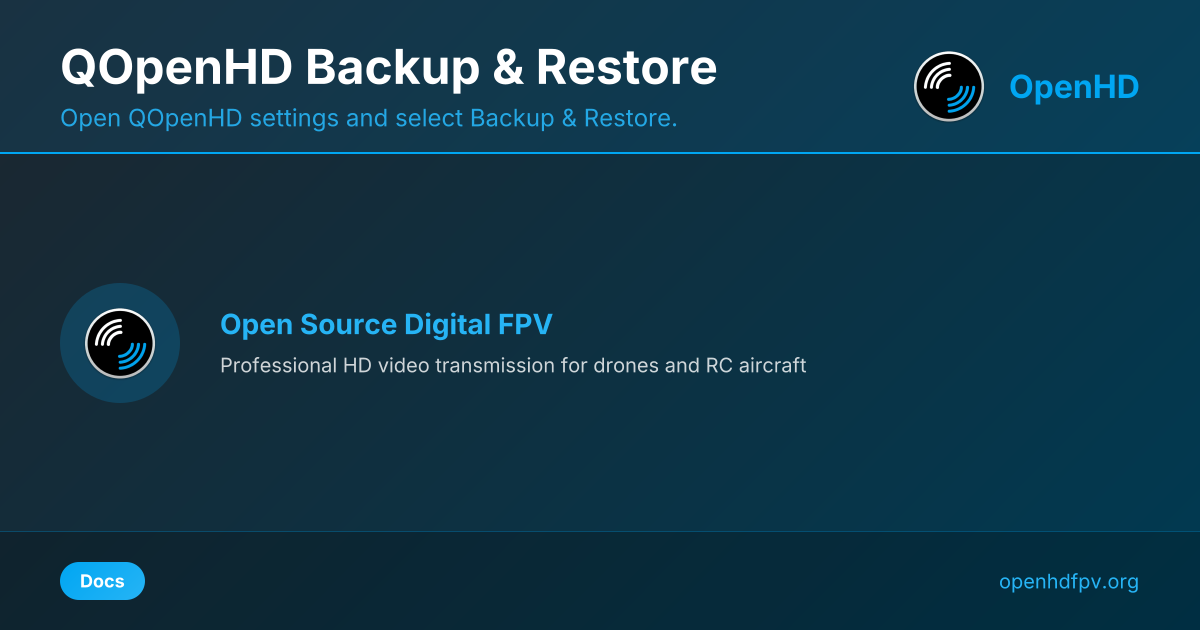 QOpenHD Backup & Restore
Open QOpenHD settings and select Backup & Restore.
OpenHD
Open Source Digital FPV
Professional HD video transmission for drones and RC aircraft
Docs
openhdfpv.org